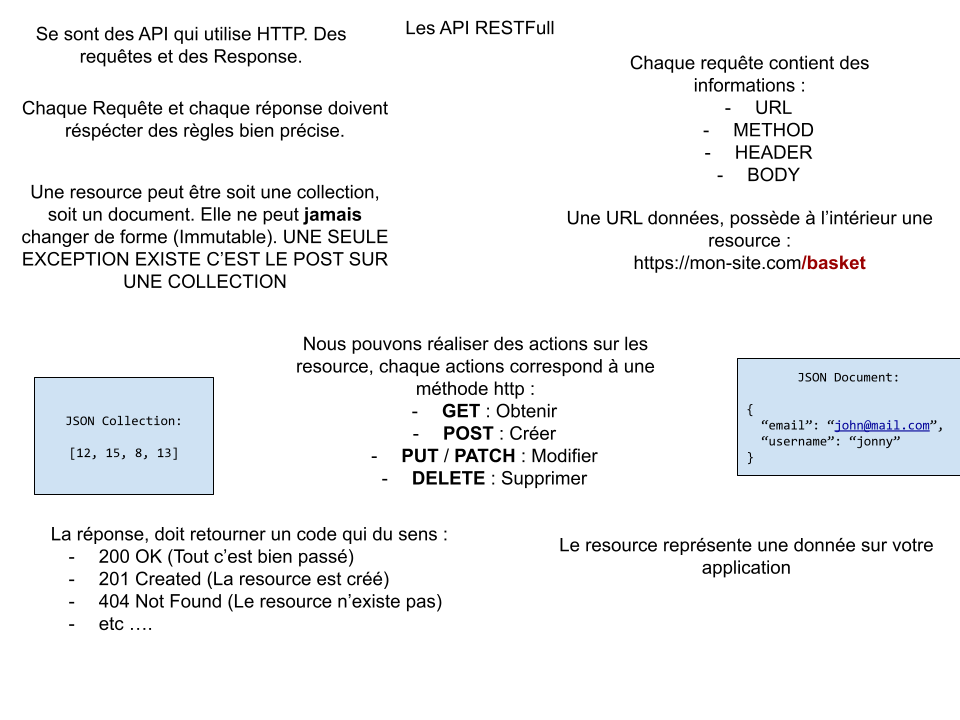 Les API RESTFull
Se sont des API qui utilise HTTP. Des
requêtes et des Response.
Chaque Requête et chaque réponse doivent
réspécter des règles bien précise.
Une resource peut être soit une collection,
soit un document. Elle ne peut jamais
changer de forme (Immutable). UNE SEULE
EXCEPTION EXISTE C’EST LE POST SUR
UNE COLLECTION
Chaque requête contient des
informations :
- URL
- METHOD
- HEADER
- BODY
Une URL données, possède à l’intérieur une
resource :
https://mon-site.com/basket
Nous pouvons réaliser des actions sur les
resource, chaque actions correspond à une
méthode http :
- GET : Obtenir
- POST : Créer
- PUT / PATCH : Modifier
- DELETE : Supprimer
JSON Collection:
[12, 15, 8, 13]
JSON Document:
{
“email”: “john@mail.com”,
“username”: “jonny”
}
La réponse, doit retourner un code qui du sens :
- 200 OK (Tout c’est bien passé)
- 201 Created (La resource est créé)
- 404 Not Found (Le resource n’existe pas)
- etc ….
Le resource représente une donnée sur votre
application